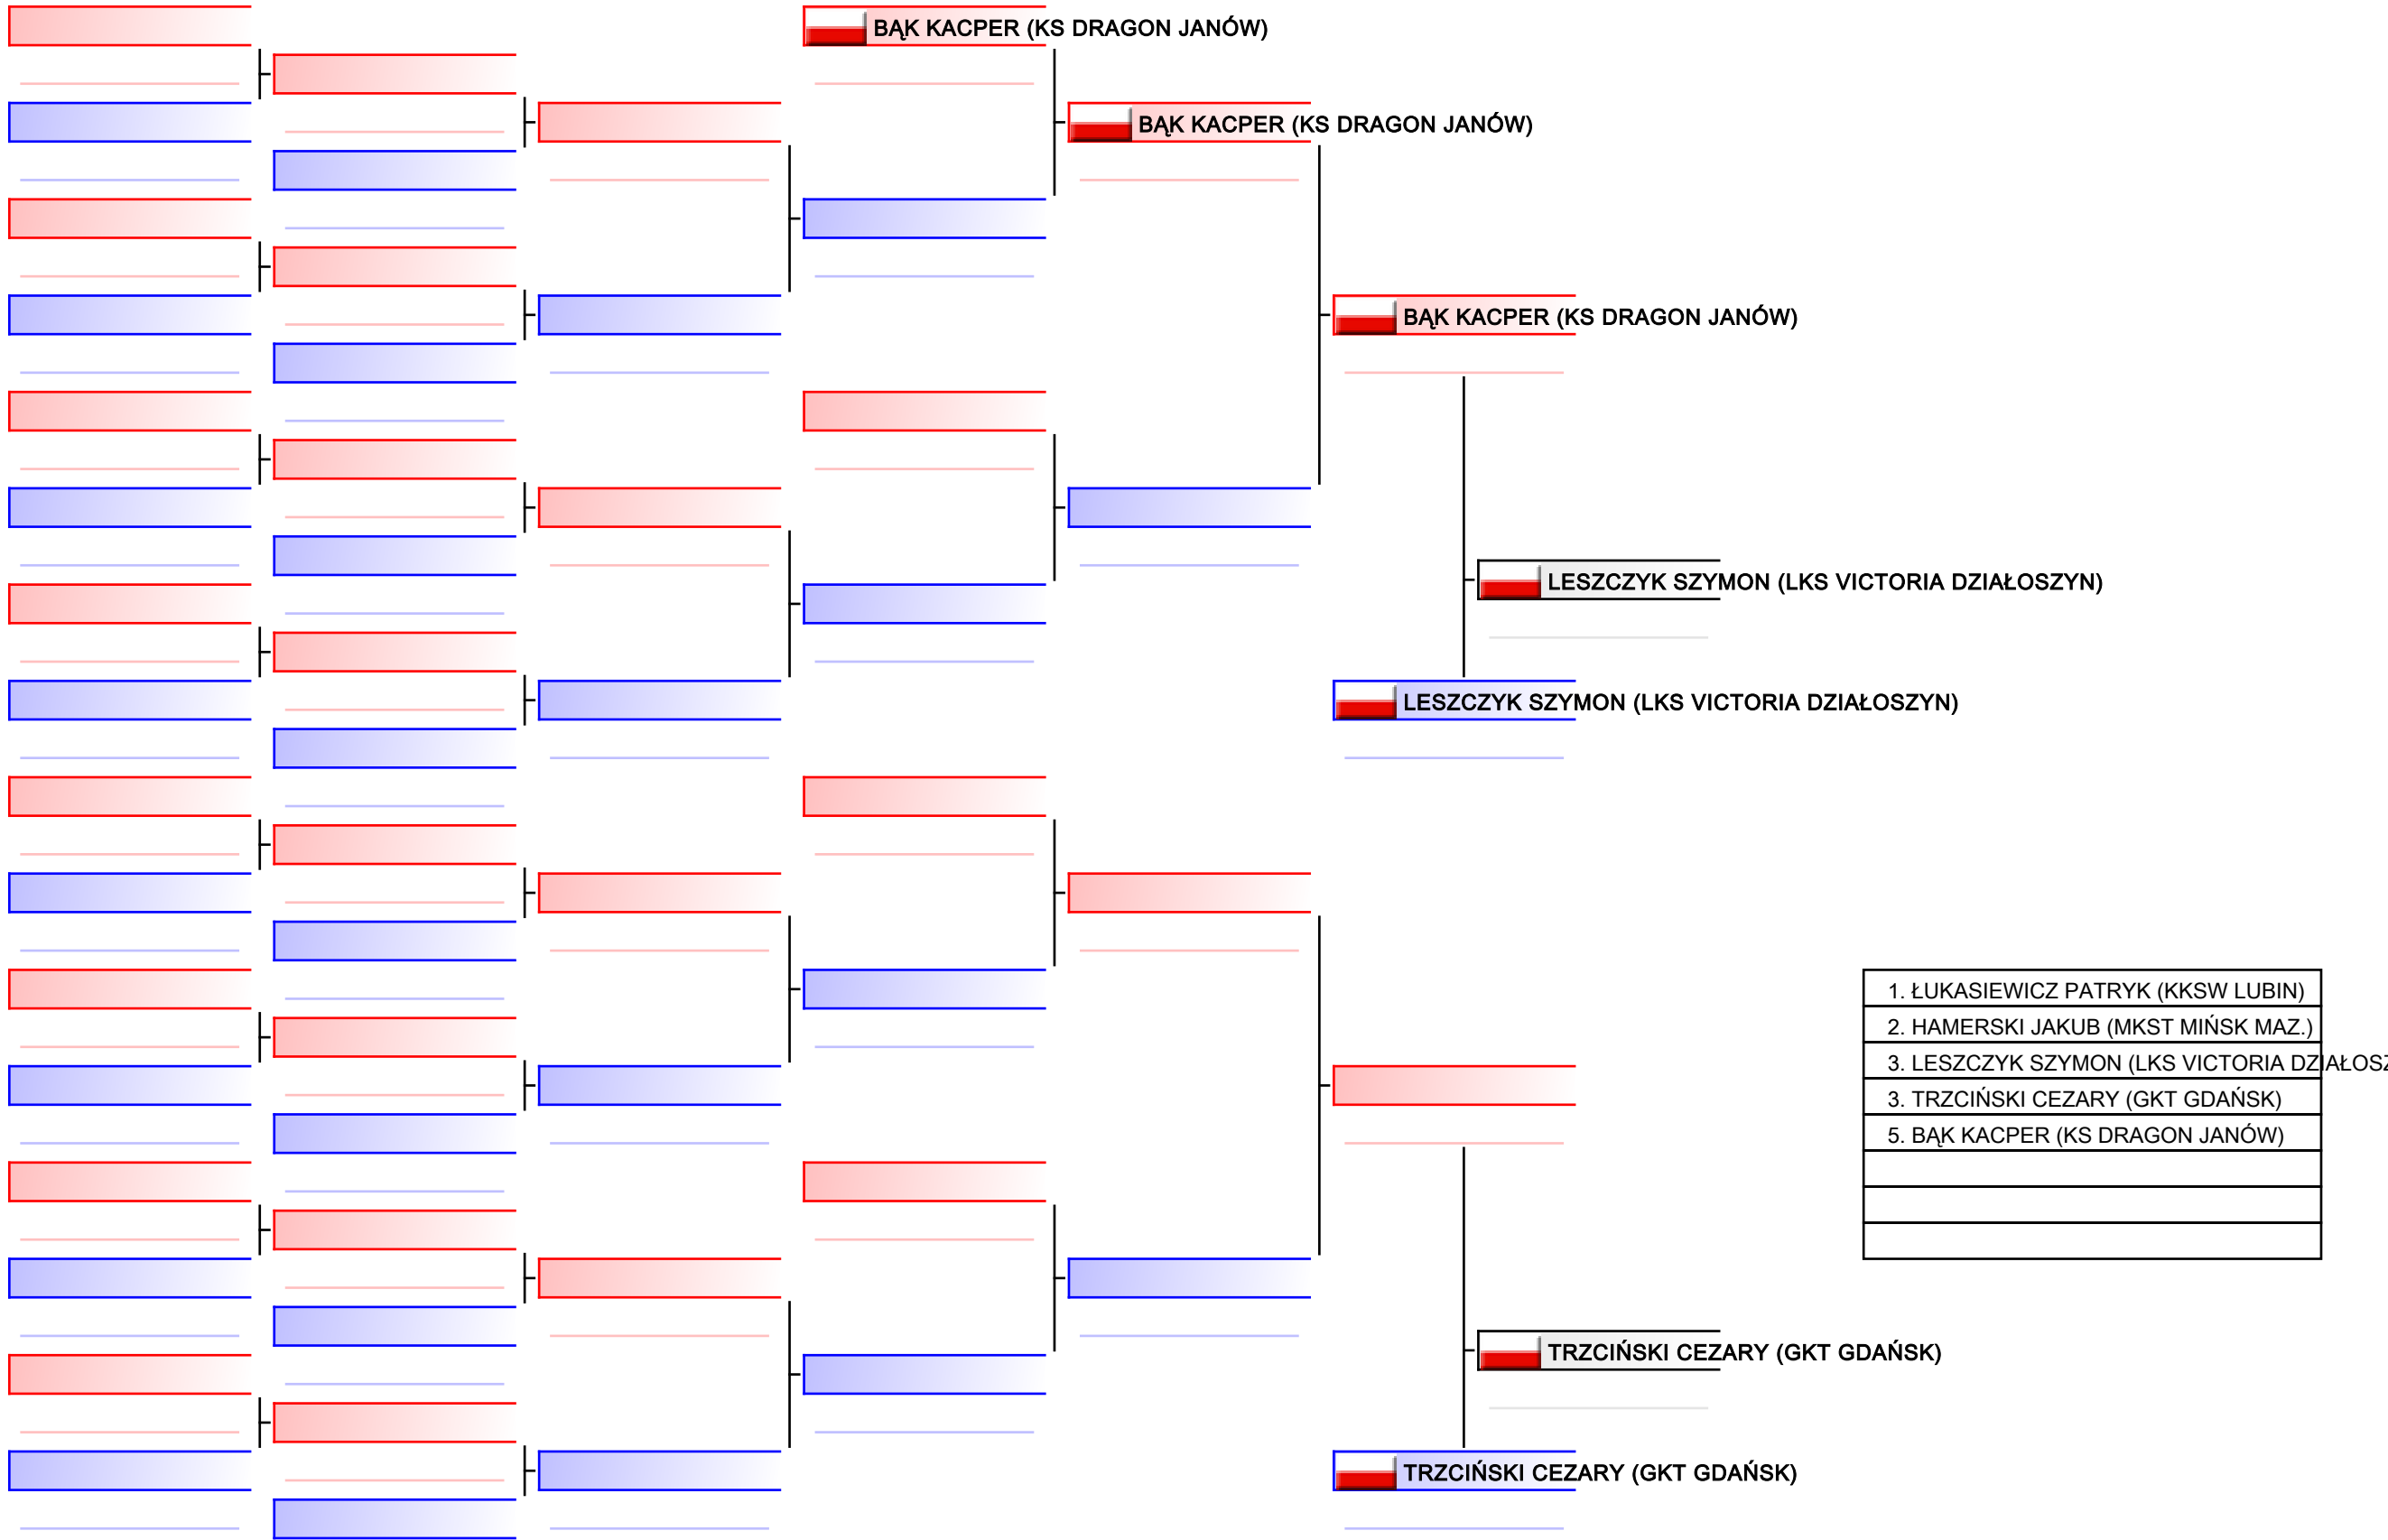 BĄK KACPER (KS DRAGON JANÓW)
BĄK KACPER (KS DRAGON JANÓW)
BĄK KACPER (KS DRAGON JANÓW)
LESZCZYK SZYMON (LKS VICTORIA DZIAŁOSZYN)
LESZCZYK SZYMON (LKS VICTORIA DZIAŁOSZYN)
1. ŁUKASIEWICZ PATRYK (KKSW LUBIN)
2. HAMERSKI JAKUB (MKST MIŃSK MAZ.)
3. LESZCZYK SZYMON (LKS VICTORIA DZIAŁOSZ
3. TRZCIŃSKI CEZARY (GKT GDAŃSK)
5. BĄK KACPER (KS DRAGON JANÓW)
TRZCIŃSKI CEZARY (GKT GDAŃSK)
TRZCIŃSKI CEZARY (GKT GDAŃSK)